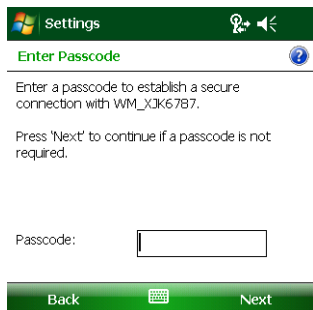 Settings
Enter Passcode
Enter a passcode to establish a secure
connection with WM_XJK6787.
Press 'Next' to continue if a passcode is not
required.
Passcode:
Back
Next